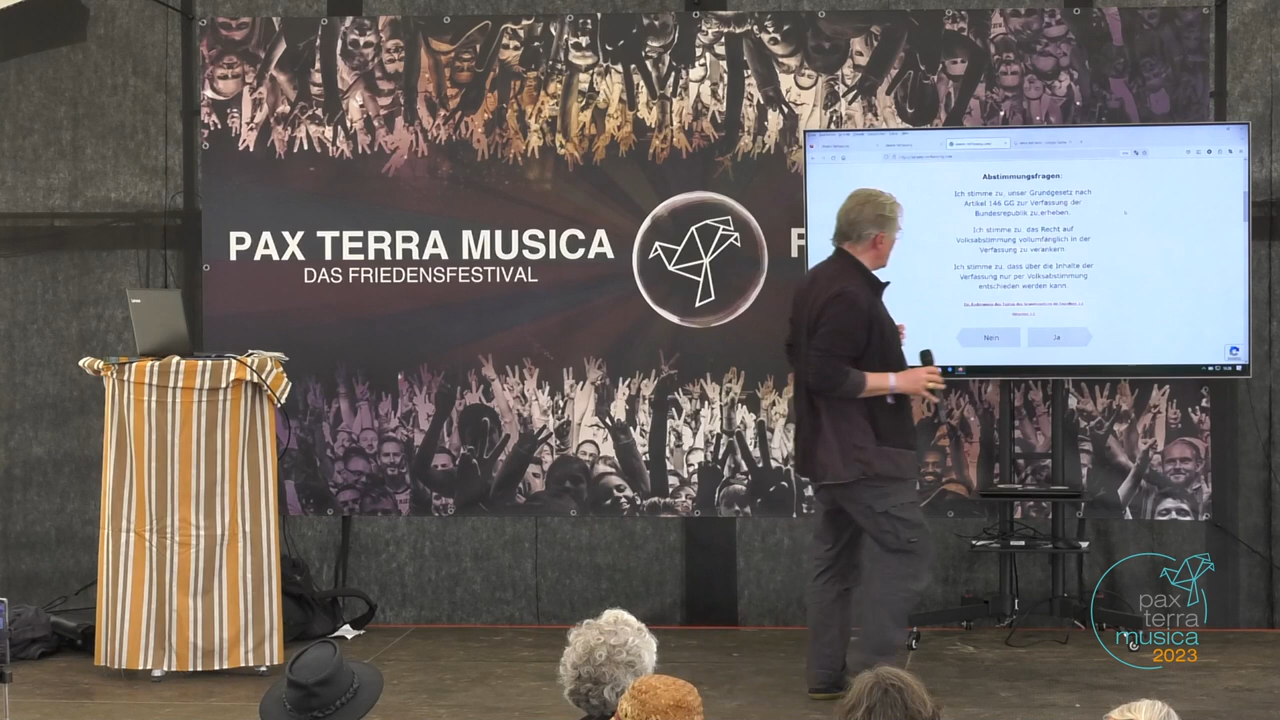 PAX TERRA MUSICA
DAS FRIEDENSFESTIVAL
F
Abstimmungsfragen:
Ich stimme zu, unser Grundgesetz nach
Artikel 146 GG zur Verfassung der
Bundesrepublik zu erheben.
Ich stimme zu, das Recht auf
Volksabstimmung vollumfänglich in der
Verfassung zu verankern.
Ich stimme zu, dass über die Inhalte der
Verfassung nur per Volksabstimmung
entschieden werden kann.
Nein
Ja
pax
terra
musica
2023